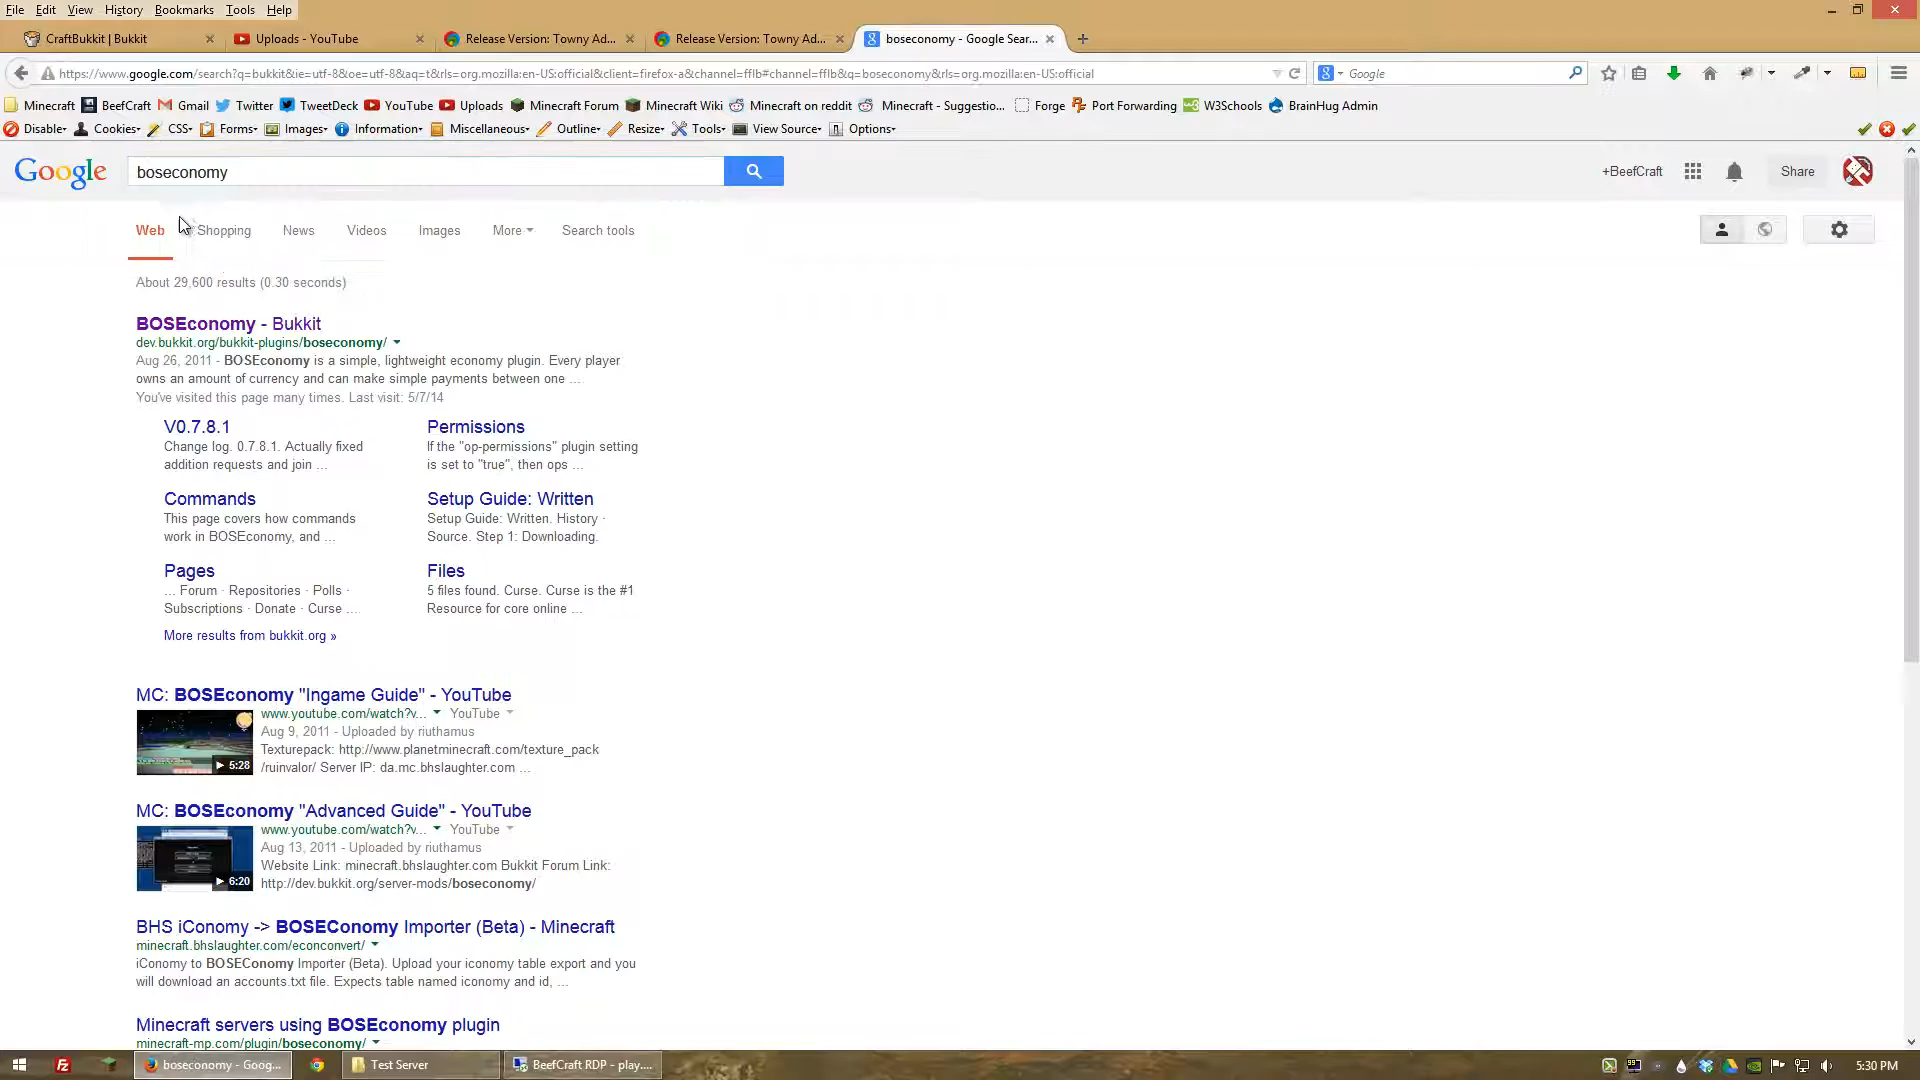 File Edit View History Bookmarks Tools Help
CraftBukkit | Bukkit Uploads - YouTube Release Version: Towny Ad... Release Version: Towny Ad... boseconomy - Google Sear...
https://www.google.com/search?q=bukkit&ie=utf-8&oe=utf-8&aq=t&rls=org.mozilla:en-US:official&client=firefox-a&channel=fflb#channel=fflb&q=boseconomy&rls=org.mozilla:en-US:official Google
Minecraft BeefCraft Gmail Twitter TweetDeck YouTube Uploads Minecraft Forum Minecraft Wiki Minecraft on reddit Minecraft - Suggestio... Forge Port Forwarding W3Schools BrainHug Admin
Disable Cookies CSS Forms Images Information Miscellaneous Outline Resize Tools View Source Options
Google boseconomy +BeefCraft Share
Web Shopping News Videos Images More Search tools
About 29,600 results (0.30 seconds)
BOSEconomy - Bukkit
dev.bukkit.org/bukkit-plugins/boseconomy/
Aug 26, 2011 - BOSEconomy is a simple, lightweight economy plugin. Every player
owns an amount of currency and can make simple payments between one ...
You've visited this page many times. Last visit: 5/7/14
V0.7.8.1
Change log. 0.7.8.1. Actually fixed
addition requests and join ...
Permissions
If the "op-permissions" plugin setting
is set to "true", then ops ...
Commands
This page covers how commands
work in BOSEconomy, and ...
Setup Guide: Written
Setup Guide: Written. History ·
Source. Step 1: Downloading.
Pages
... Forum · Repositories · Polls ·
Subscriptions · Donate · Curse ....
Files
5 files found. Curse. Curse is the #1
Resource for core online ...
More results from bukkit.org »
MC: BOSEconomy "Ingame Guide" - YouTube
www.youtube.com/watch?v... YouTube
Aug 9, 2011 - Uploaded by riuthamus
Texturepack: http://www.planetminecraft.com/texture_pack
/ruinvalor/ Server IP: da.mc.bhslaughter.com ...
5:28
MC: BOSEconomy "Advanced Guide" - YouTube
www.youtube.com/watch?v... YouTube
Aug 13, 2011 - Uploaded by riuthamus
Website Link: minecraft.bhslaughter.com Bukkit Forum Link:
http://dev.bukkit.org/server-mods/boseconomy/
6:20
BHS iConomy -> BOSEConomy Importer (Beta) - Minecraft
minecraft.bhslaughter.com/econconvert/
iConomy to BOSEConomy Importer (Beta). Upload your iconomy table export and you
will download an accounts.txt file. Expects table named iconomy and id, ...
Minecraft servers using BOSEconomy plugin
minecraft-mp.com/plugin/boseconomy/
boseconomy - Goog... Test Server BeefCraft RDP - play.... 5:30 PM